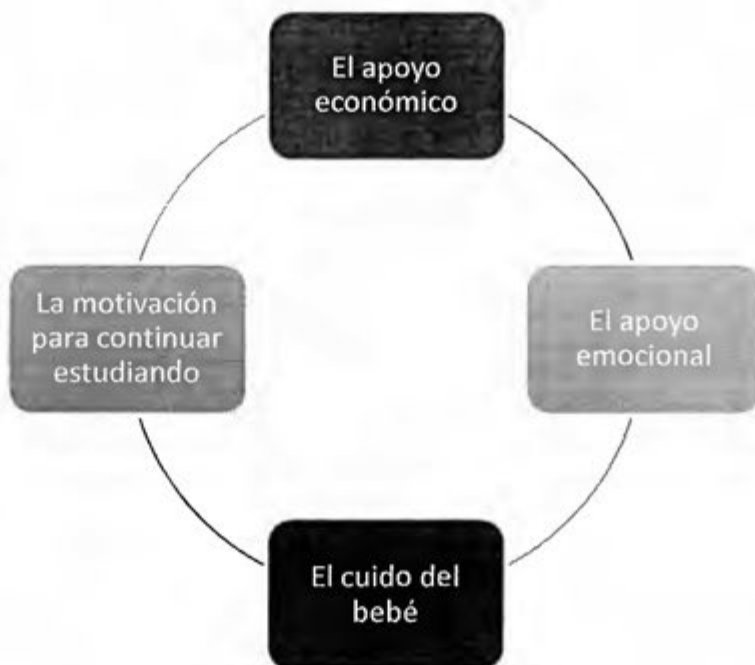 El apoyo
económico
El apoyo
emocional
El cuido del
bebé
La motivación
para continuar
estudiando